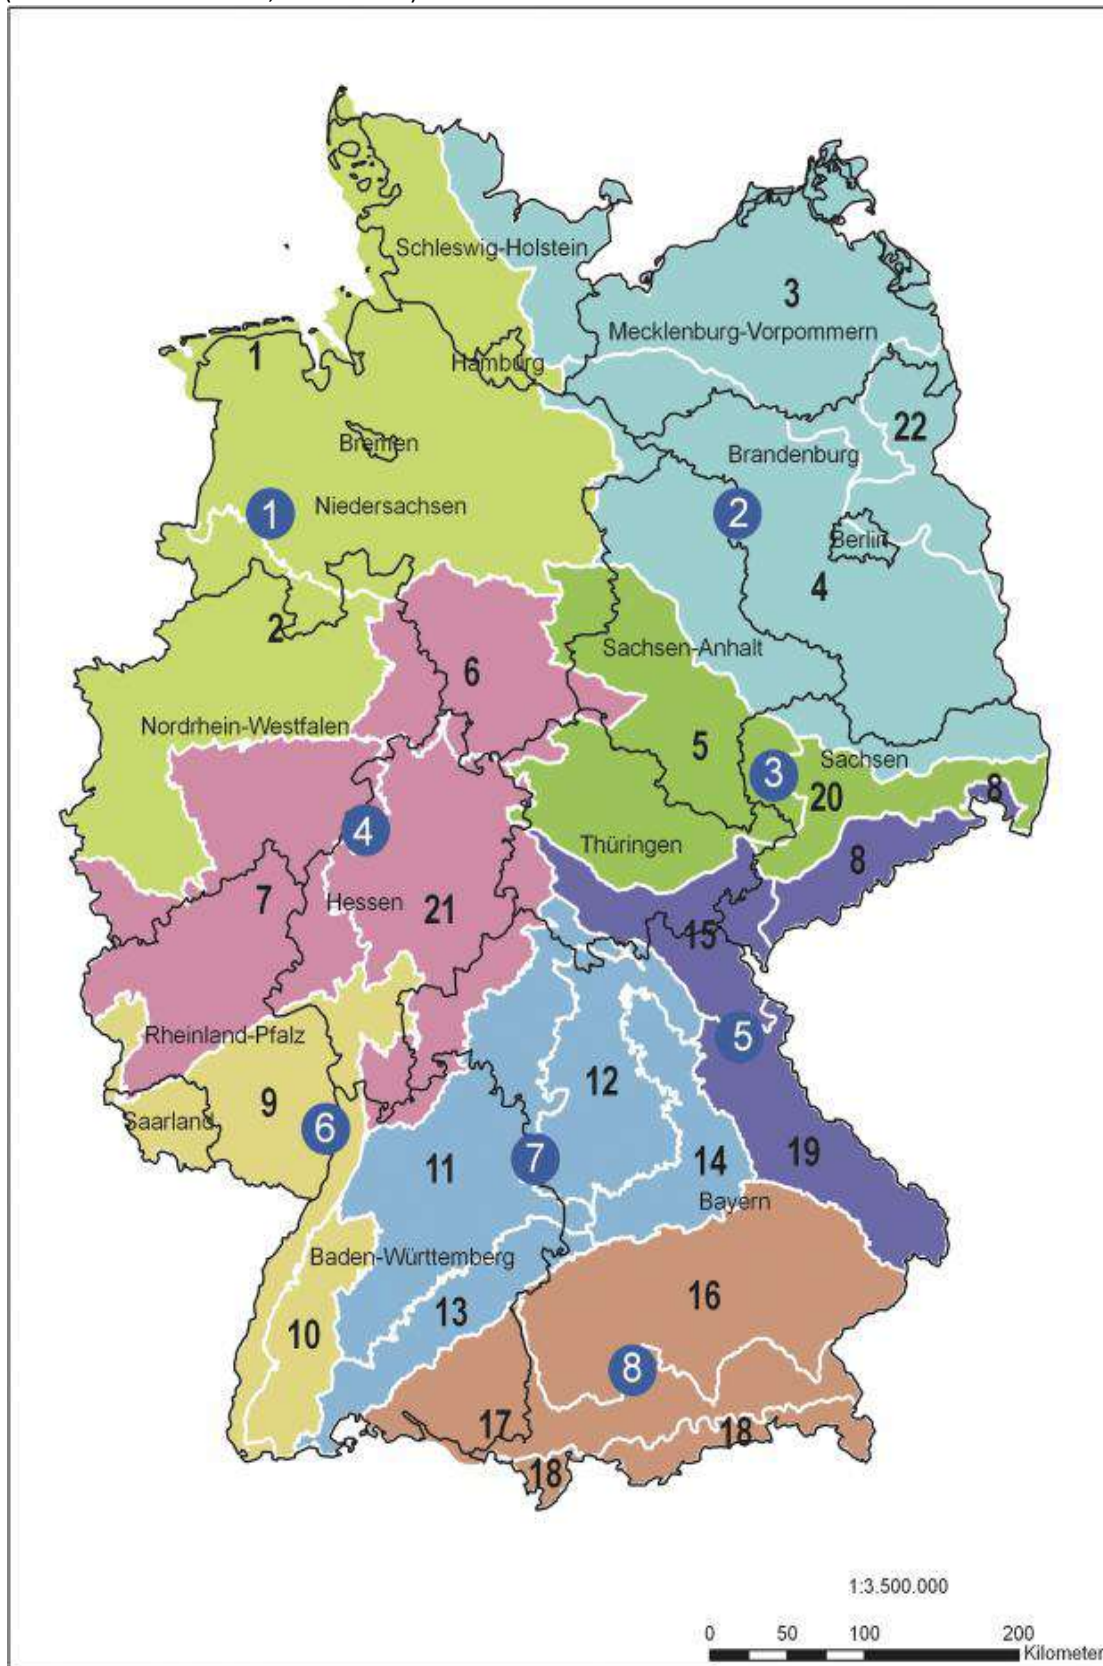 Schleswig-Holstein
3
Mecklenburg-Vorpommern
1
Hamburg
22
Bremen
Brandenburg
1
Niedersachsen
2
Berlin
4
2
Sachsen-Anhalt
6
Nordrhein-Westfalen
5
Sachsen
3
20
8
4
Thüringen
8
7
Hessen
21
15
Rheinland-Pfalz
5
12
9
Saarland
6
11
7
14
19
Bayern
Baden-Württemberg
16
13
10
8
17
18
18
1:3.500.000
0 50 100 200
Kilometer